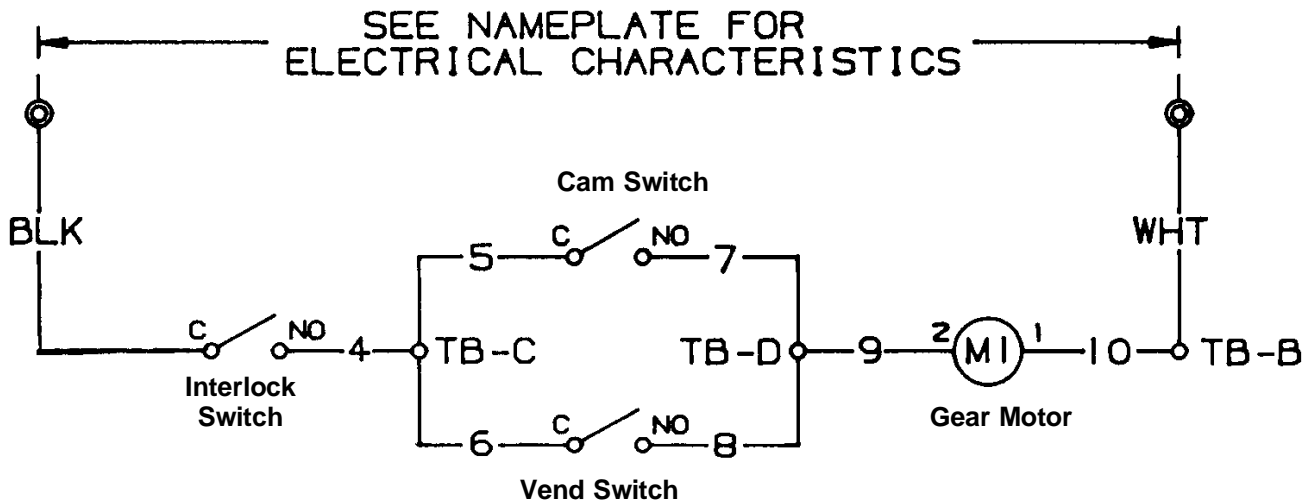 SEE NAMEPLATE FOR
ELECTRICAL CHARACTERISTICS
Cam Switch
BLK
WHT
C NO
5 7
C NO
4 TB-C
TB-D 9 2 M1 1 10 TB-B
Interlock
Switch
Gear Motor
C NO
6 8
Vend Switch